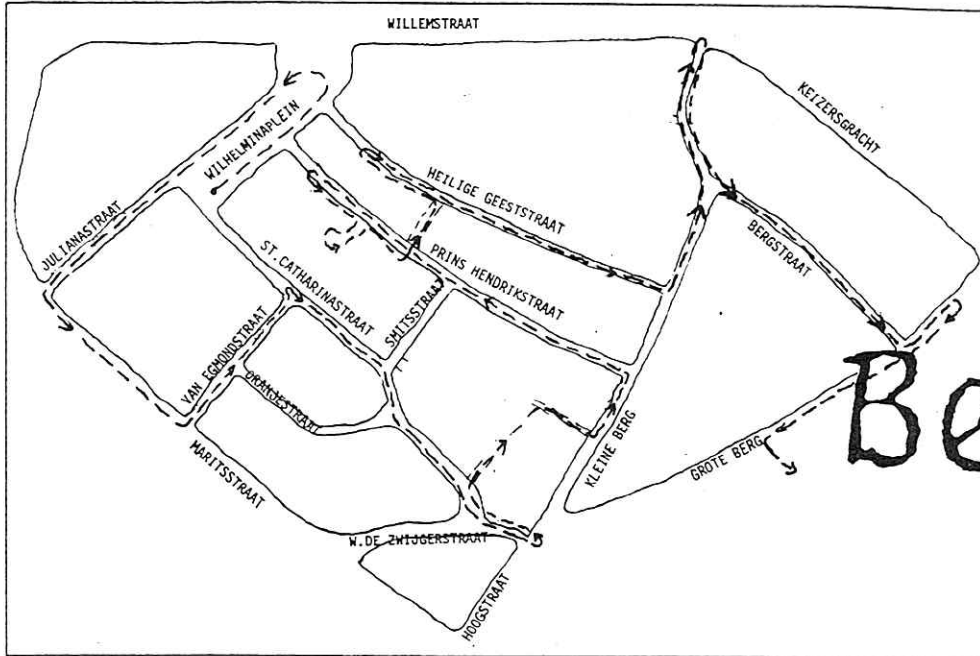 WILLEMSTRAAT
KEIZERSGRACHT
WILHELMINAPLEIN
HEILIGE GEESTSTRAAT
JULIANASTRAAT
BERGSTRAAT
ST.CATHARINASTRAAT
PRINS HENDRIKSTRAAT
SMITSSTRAAT
VAN EGMONDSTRAAT
ORANJESTRAAT
Be
KLEINE BERG
GROTE BERG
MARITSSTRAAT
W.DE ZWIJGERSTRAAT
HOOGSTRAAT